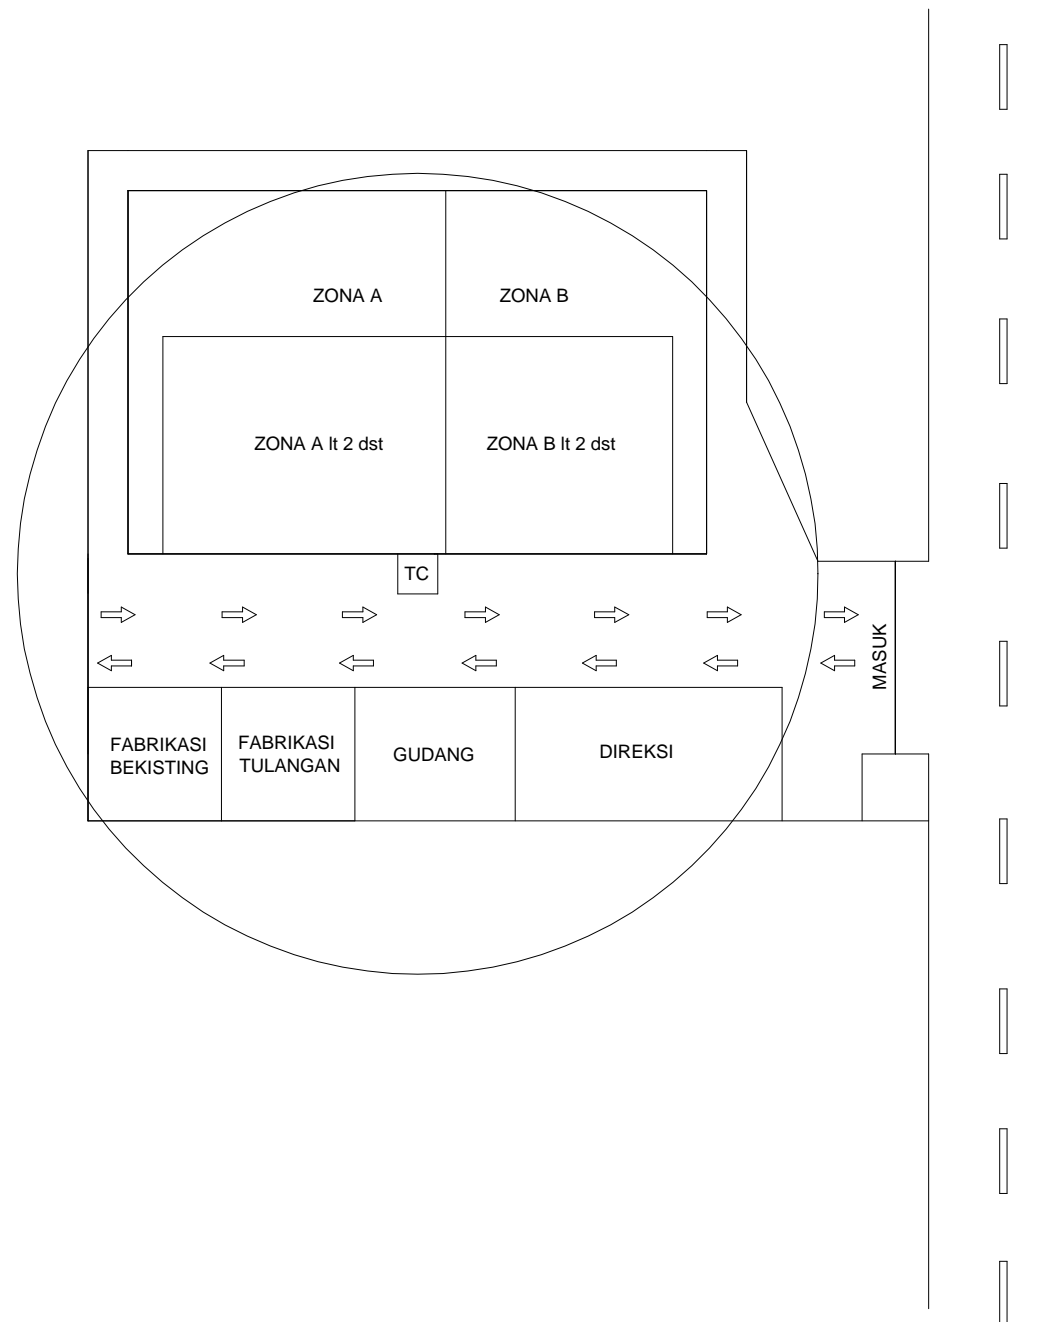 ZONA A
ZONA B
ZONA A lt 2 dst
ZONA B lt 2 dst
TC
MASUK
FABRIKASI
BEKISTING
FABRIKASI
TULANGAN
GUDANG
DIREKSI